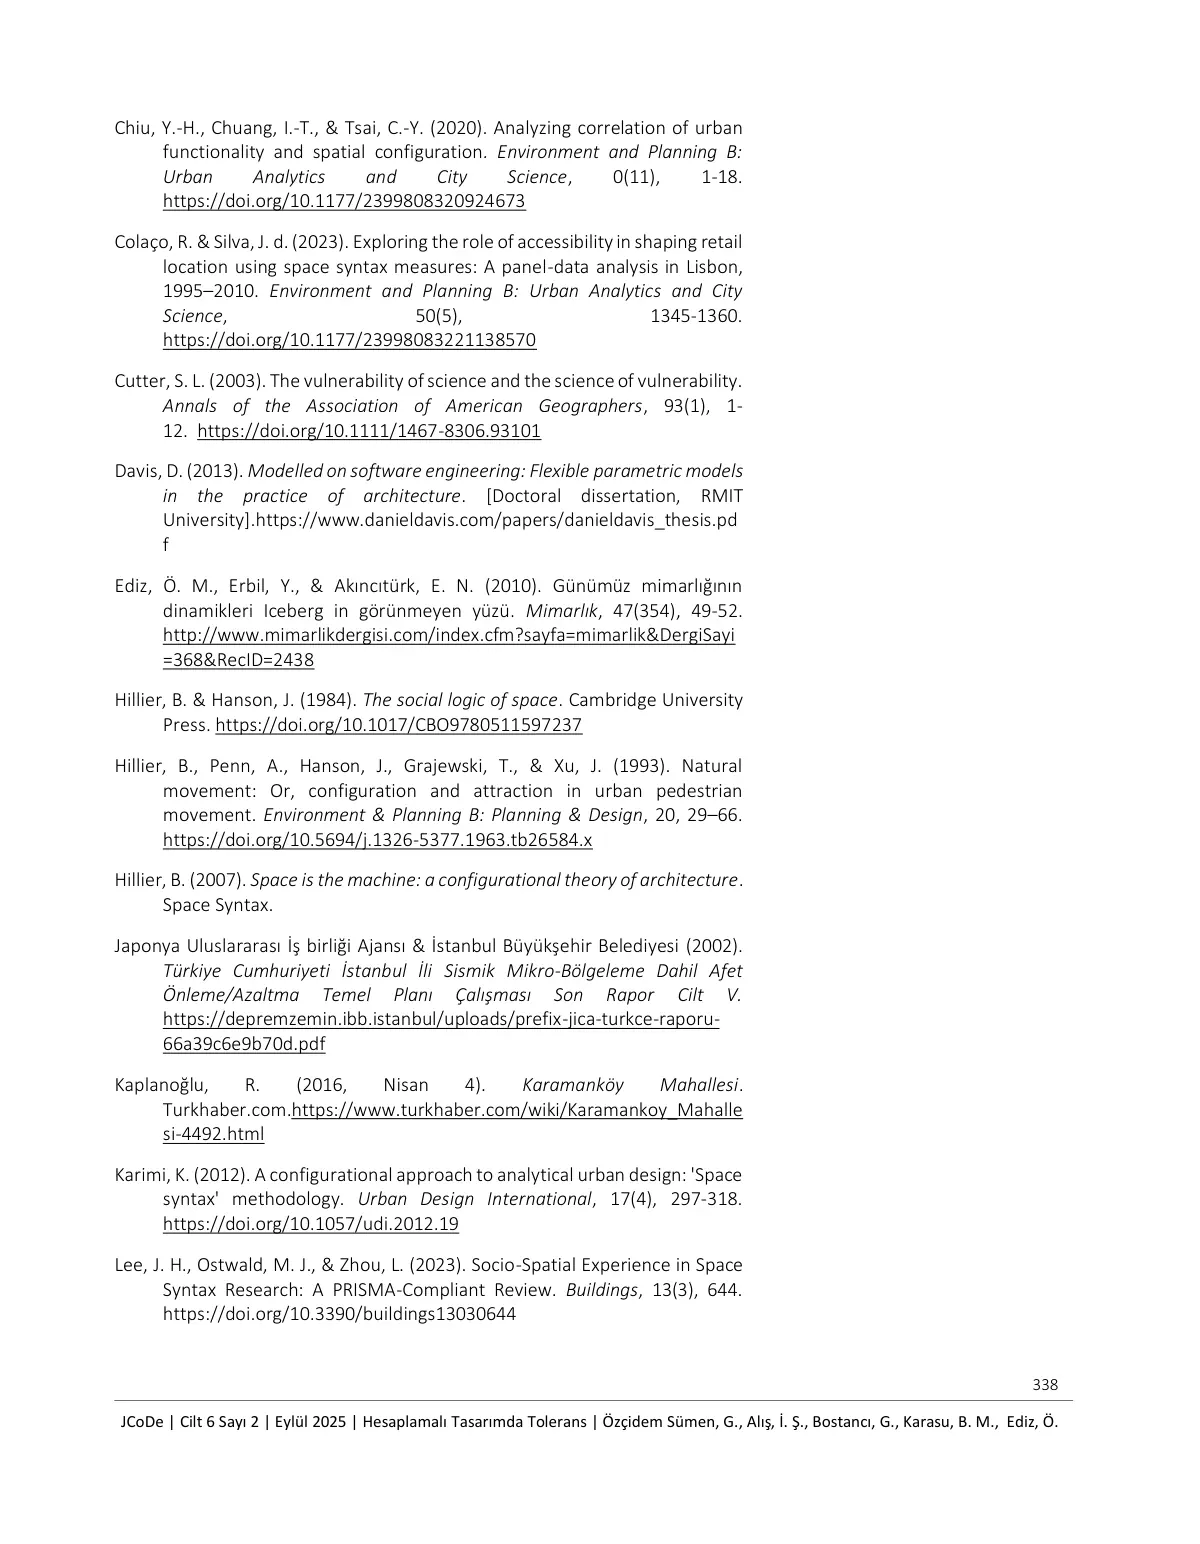 Chiu, Y.-H., Chuang, I.-T., & Tsai, C.-Y. (2020). Analyzing correlation of urban
functionality and spatial configuration. Environment and Planning B:
Urban Analytics and City Science, 0(11), 1-18.
https://doi.org/10.1177/2399808320924673
Colaço, R. & Silva, J. d. (2023). Exploring the role of accessibility in shaping retail
location using space syntax measures: A panel-data analysis in Lisbon,
1995–2010. Environment and Planning B: Urban Analytics and City
Science, 50(5), 1345-1360.
https://doi.org/10.1177/23998083221138570
Cutter, S. L. (2003). The vulnerability of science and the science of vulnerability.
Annals of the Association of American Geographers, 93(1), 1-
12. https://doi.org/10.1111/1467-8306.93101
Davis, D. (2013). Modelled on software engineering: Flexible parametric models
in the practice of architecture. [Doctoral dissertation, RMIT
University].https://www.danieldavis.com/papers/danieldavis_thesis.pd
f
Ediz, Ö. M., Erbil, Y., & Akıncıtürk, E. N. (2010). Günümüz mimarlığının
dinamikleri Iceberg in görünmeyen yüzü. Mimarlık, 47(354), 49-52.
http://www.mimarlikdergisi.com/index.cfm?sayfa=mimarlik&DergiSayi
=368&RecID=2438
Hillier, B. & Hanson, J. (1984). The social logic of space. Cambridge University
Press. https://doi.org/10.1017/CBO9780511597237
Hillier, B., Penn, A., Hanson, J., Grajewski, T., & Xu, J. (1993). Natural
movement: Or, configuration and attraction in urban pedestrian
movement. Environment & Planning B: Planning & Design, 20, 29–66.
https://doi.org/10.5694/j.1326-5377.1963.tb26584.x
Hillier, B. (2007). Space is the machine: a configurational theory of architecture.
Space Syntax.
Japonya Uluslararası İş birliği Ajansı & İstanbul Büyükşehir Belediyesi (2002).
Türkiye Cumhuriyeti İstanbul İli Sismik Mikro-Bölgeleme Dahil Afet
Önleme/Azaltma Temel Planı Çalışması Son Rapor Cilt V.
https://depremzemin.ibb.istanbul/uploads/prefix-jica-turkce-raporu-
66a39c6e9b70d.pdf
Kaplanoğlu, R. (2016, Nisan 4). Karamanköy Mahallesi.
Turkhaber.com.https://www.turkhaber.com/wiki/Karamankoy_Mahalle
si-4492.html
Karimi, K. (2012). A configurational approach to analytical urban design: 'Space
syntax' methodology. Urban Design International, 17(4), 297-318.
https://doi.org/10.1057/udi.2012.19
Lee, J. H., Ostwald, M. J., & Zhou, L. (2023). Socio-Spatial Experience in Space
Syntax Research: A PRISMA-Compliant Review. Buildings, 13(3), 644.
https://doi.org/10.3390/buildings13030644
338
JCoDe | Cilt 6 Sayı 2 | Eylül 2025 | Hesaplamalı Tasarımda Tolerans | Özçidem Sümen, G., Alış, İ. Ş., Bostancı, G., Karasu, B. M., Ediz, Ö.